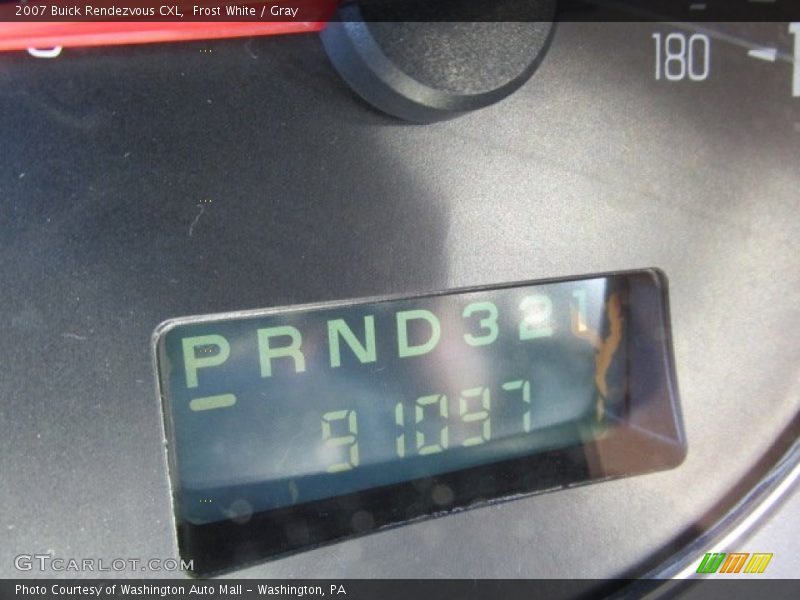 2007 Buick Rendezvous CXL, Frost White / Gray
180
PRND321
91097
GTCARLOT.COM
Photo Courtesy of Washington Auto Mall - Washington, PA